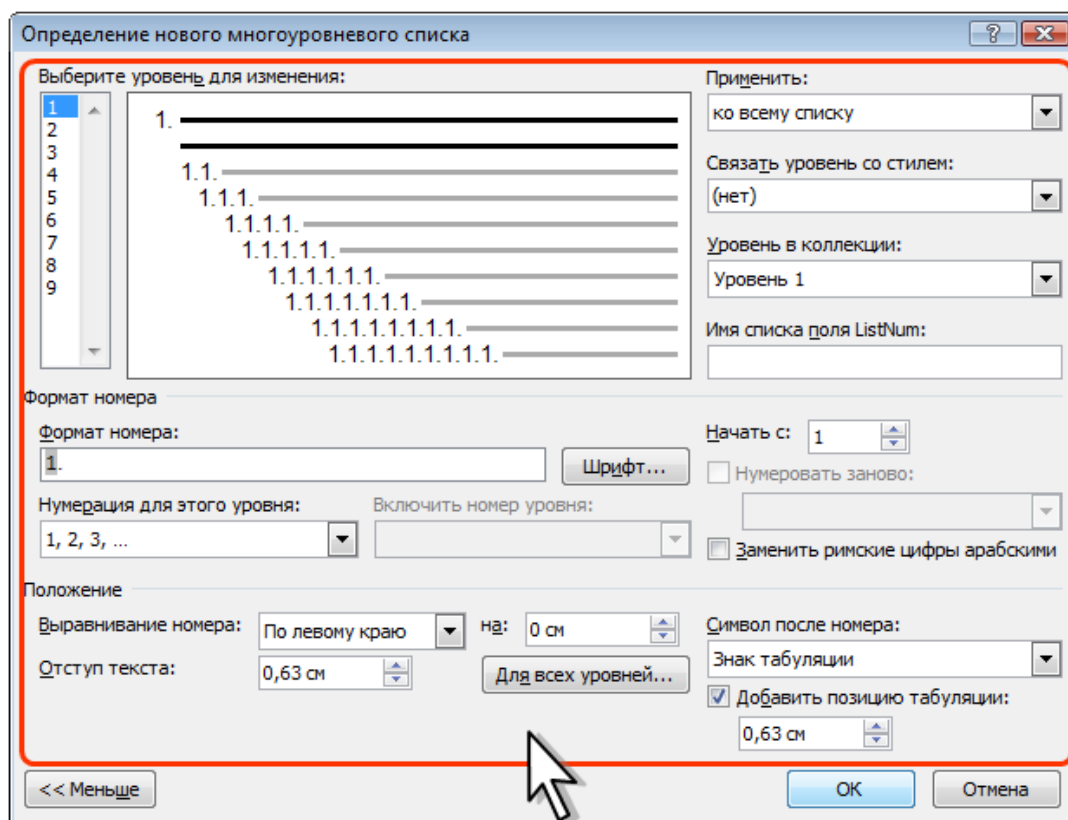 Определение нового многоуровневого списка
Выберите уровень для изменения:
1
2
3
4
5
6
7
8
9
1.
1.1.
1.1.1.
1.1.1.1.
1.1.1.1.1.
1.1.1.1.1.1.
1.1.1.1.1.1.1.
1.1.1.1.1.1.1.1.
1.1.1.1.1.1.1.1.1.
Применить:
ко всему списку
Связать уровень со стилем:
(нет)
Уровень в коллекции:
Уровень 1
Имя списка поля ListNum:
Формат номера
Формат номера:
1.
Шрифт...
Начать с: 1
Нумеровать заново:
Нумерация для этого уровня:
1, 2, 3, ...
Включить номер уровня:
Заменить римские цифры арабскими
Положение
Выравнивание номера: По левому краю на: 0 см
Отступ текста: 0,63 см Для всех уровней...
Символ после номера:
Знак табуляции
Добавить позицию табуляции:
0,63 см
<< Меньше
ОК
Отмена